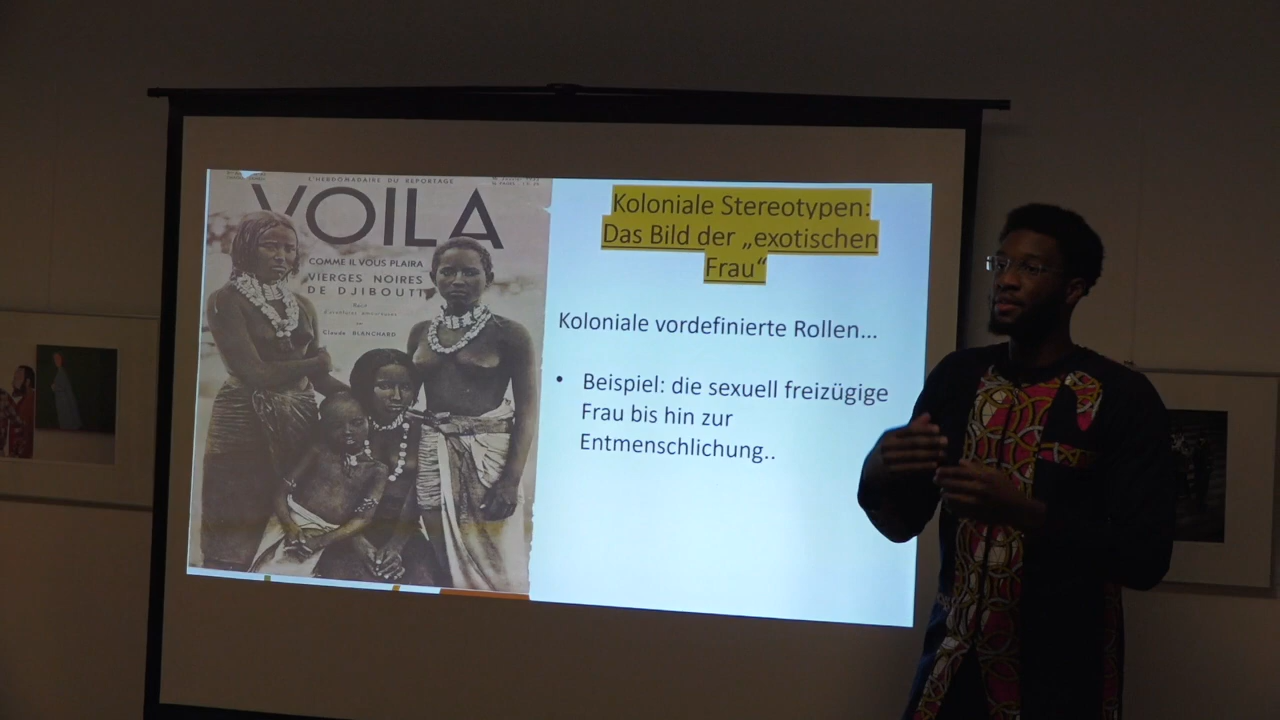 L'HEBDOMADAIRE DU REPORTAGE
VOILA
COMME IL VOUS PLAIRA
VIERGES NOIRES
DE DJIBOUTI
Claude BLANCHARD
Koloniale Stereotypen:
Das Bild der „exotischen
Frau“
Koloniale vordefinierte Rollen...
• Beispiel: die sexuell freizügige
Frau bis hin zur
Entmenschlichung..